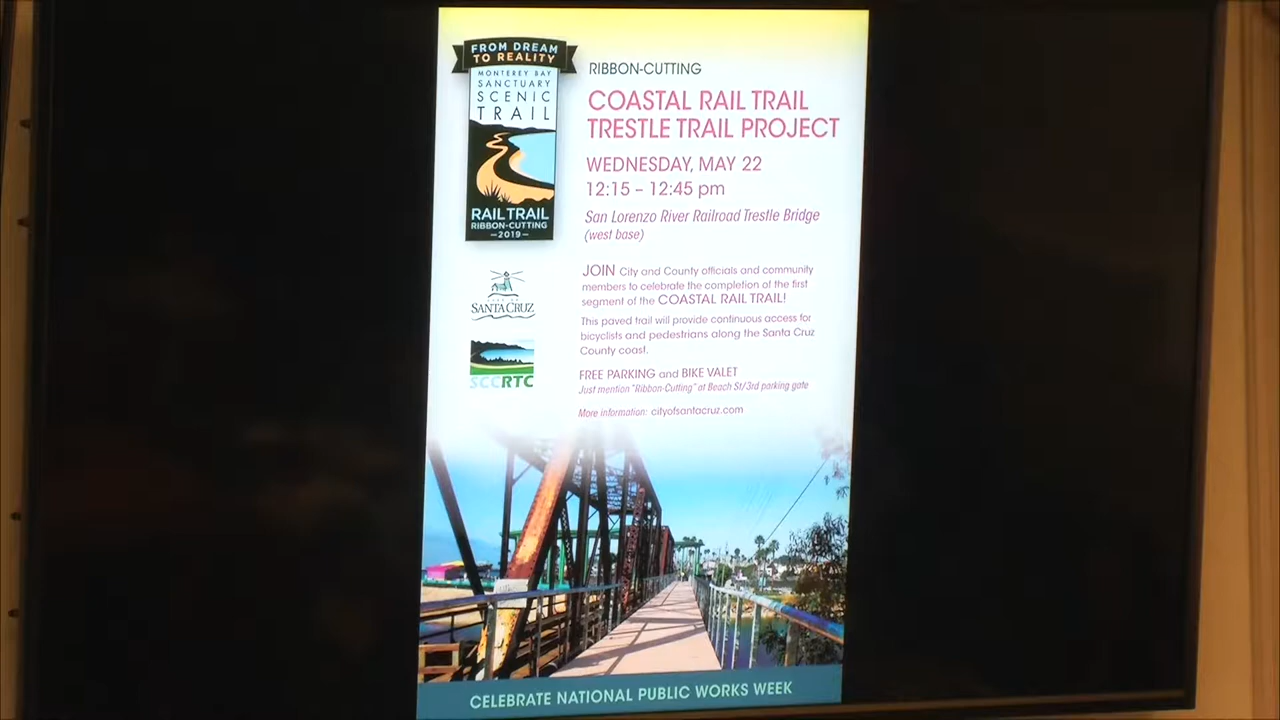 FROM DREAM
TO REALITY
MONTEREY BAY
SANCTUARY
SCENIC
TRAIL
RAIL TRAIL
RIBBON-CUTTING
—2019—
SANTA CRUZ
SCCRTC
RIBBON-CUTTING
COASTAL RAIL TRAIL
TRESTLE TRAIL PROJECT
WEDNESDAY, MAY 22
12:15 – 12:45 pm
San Lorenzo River Railroad Trestle Bridge
(west base)
JOIN City and County officials and community
members to celebrate the completion of the first
segment of the COASTAL RAIL TRAIL!
This paved trail will provide continuous access for
bicyclists and pedestrians along the Santa Cruz
County coast.
FREE PARKING and BIKE VALET
Just mention "Ribbon-Cutting" at Beach St/3rd parking gate
More information: cityofsantacruz.com
CELEBRATE NATIONAL PUBLIC WORKS WEEK